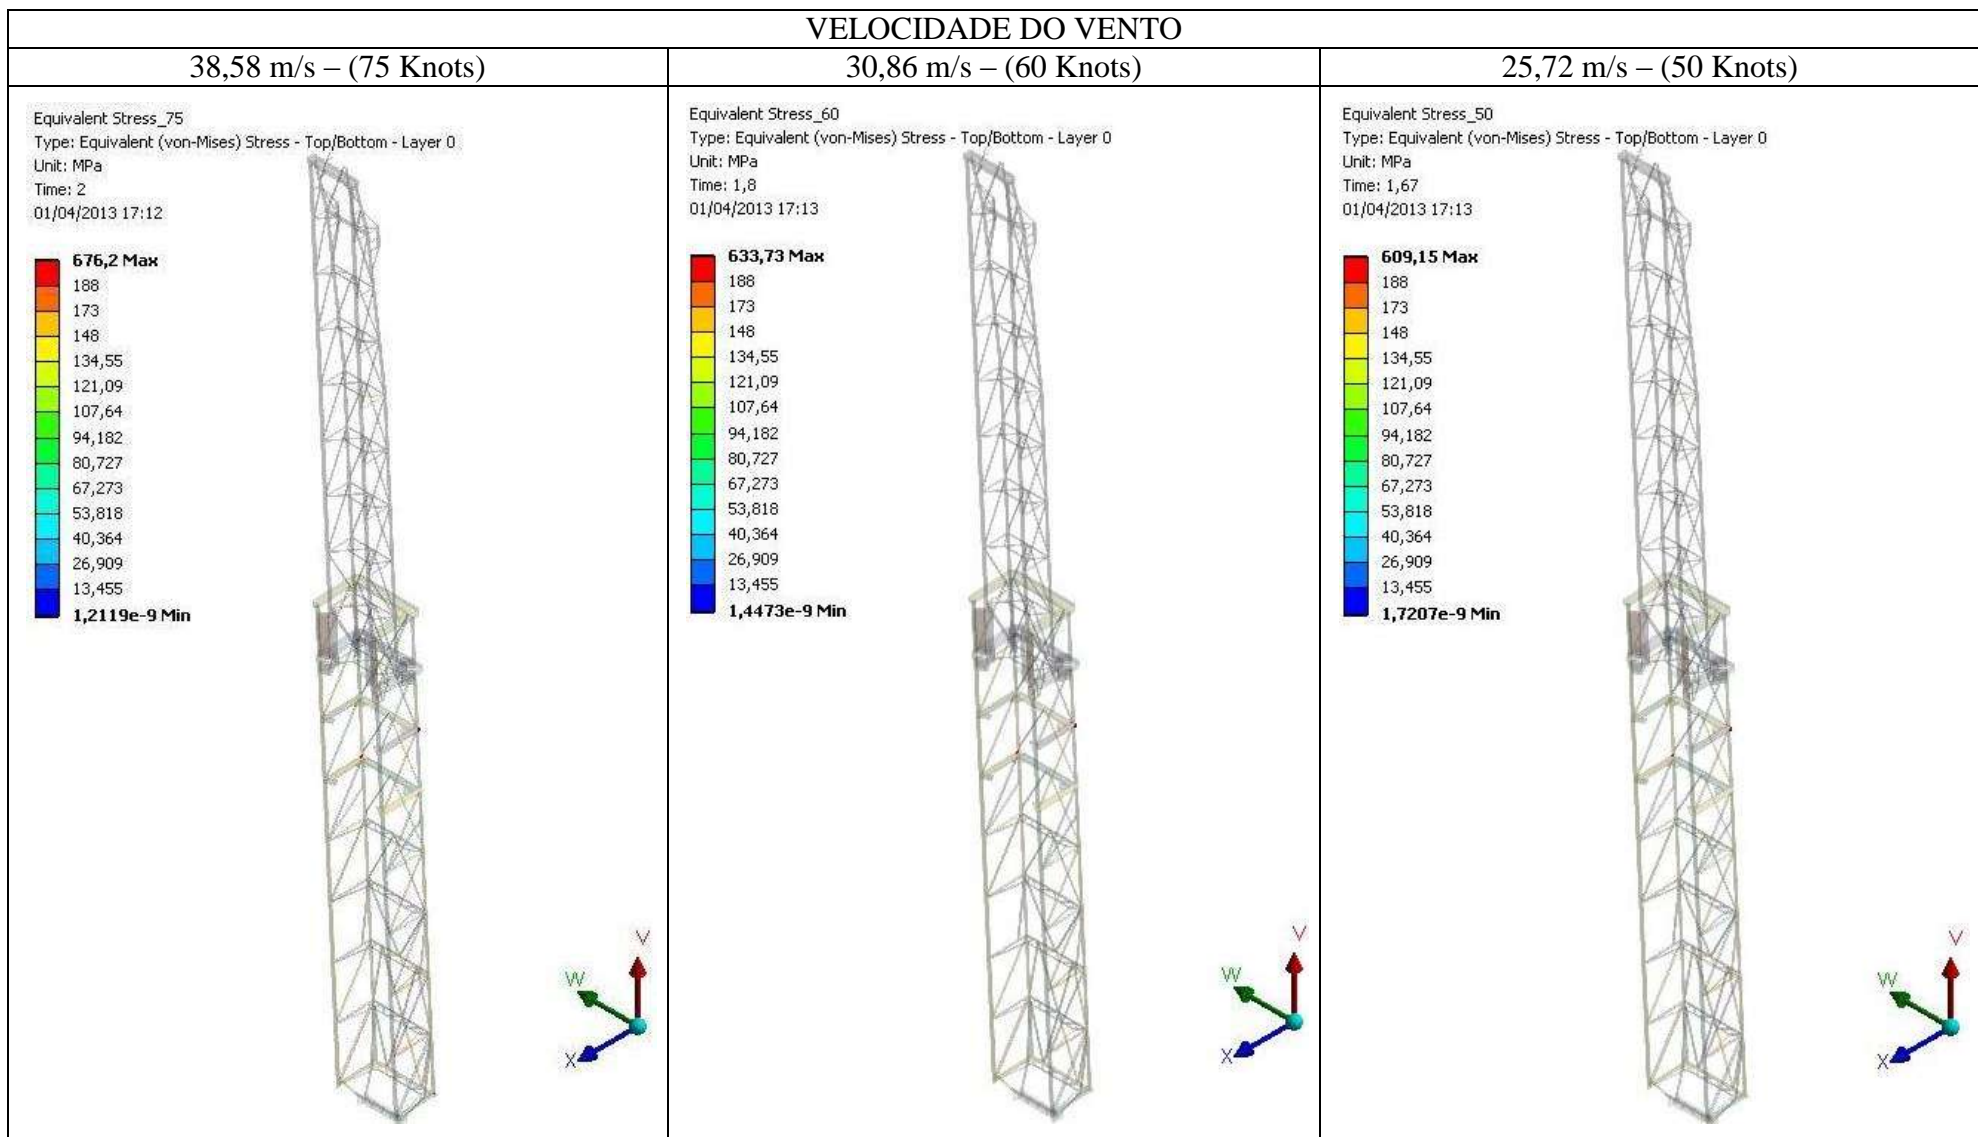 VELOCIDADE DO VENTO
38,58 m/s – (75 Knots)
30,86 m/s – (60 Knots)
25,72 m/s – (50 Knots)
Equivalent Stress_75
Type: Equivalent (von-Mises) Stress - Top/Bottom - Layer 0
Unit: MPa
Time: 2
01/04/2013 17:12
676,2 Max
188
173
148
134,55
121,09
107,64
94,182
80,727
67,273
53,818
40,364
26,909
13,455
1,2119e-9 Min
V
W
X
Equivalent Stress_60
Type: Equivalent (von-Mises) Stress - Top/Bottom - Layer 0
Unit: MPa
Time: 1,8
01/04/2013 17:13
633,73 Max
188
173
148
134,55
121,09
107,64
94,182
80,727
67,273
53,818
40,364
26,909
13,455
1,4473e-9 Min
V
W
X
Equivalent Stress_50
Type: Equivalent (von-Mises) Stress - Top/Bottom - Layer 0
Unit: MPa
Time: 1,67
01/04/2013 17:13
609,15 Max
188
173
148
134,55
121,09
107,64
94,182
80,727
67,273
53,818
40,364
26,909
13,455
1,7207e-9 Min
V
W
X